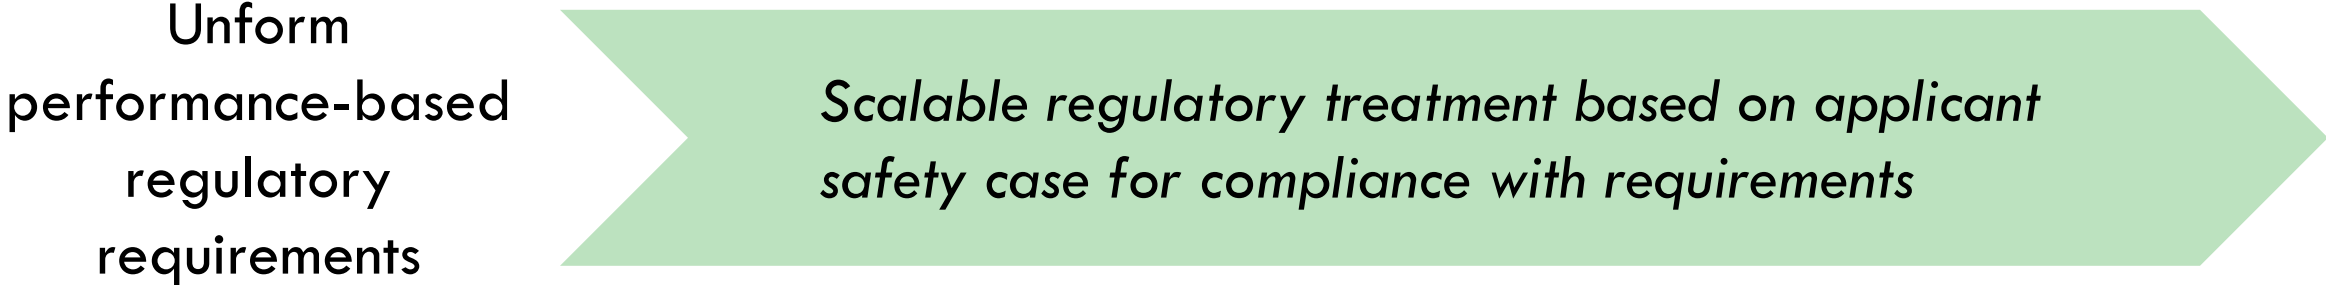 Unform
performance-based
regulatory
requirements
Scalable regulatory treatment based on applicant
safety case for compliance with requirements